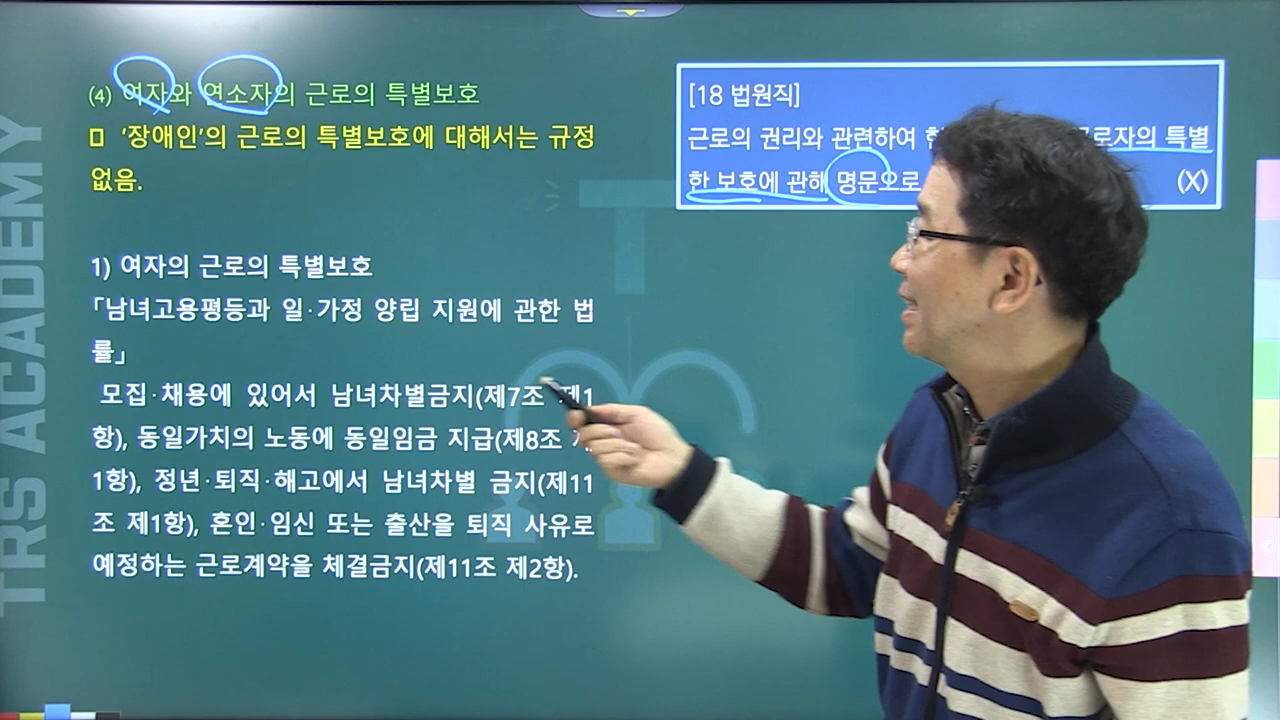 (4) 여자와 연소자의 근로의 특별보호
'장애인'의 근로의 특별보호에 대해서는 규정
없음.
1) 여자의 근로의 특별보호
「남녀고용평등과 일·가정 양립 지원에 관한 법
률」
모집·채용에 있어서 남녀차별금지(제7조 제1
항), 동일가치의 노동에 동일임금 지급(제8조
1항), 정년·퇴직·해고에서 남녀차별 금지(제11
조 제1항), 혼인·임신 또는 출산을 퇴직 사유로
예정하는 근로계약을 체결금지(제11조 제2항).
[18 법원직]
근로의 권리와 관련하여 특별
한 보호에 관해 명문으로 (X)
TRS ACADEMY